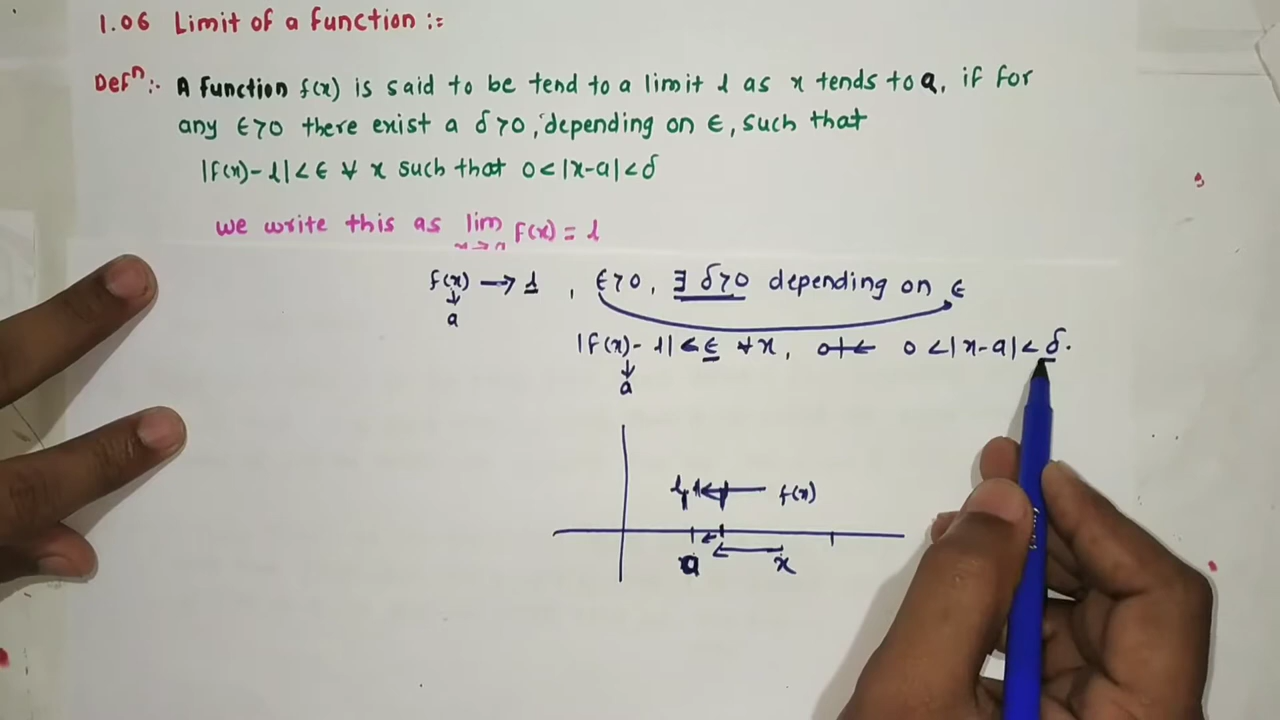 1.06 Limit of a function :=
Defⁿ:- A function f(x) is said to be tend to a limit l as x tends to a, if for
any ε>0 there exist a δ>0, depending on ε, such that
|f(x)-l|<ε ∀ x such that 0<|x-a|<δ
we write this as lim f(x) = l
x→a
f(x) → l , ε>0, ∃ δ>0 depending on ε
↓
a
|f(x)-l|<ε ∀x, 0<|x-a|<δ.
↓
a
l f(x)
a x